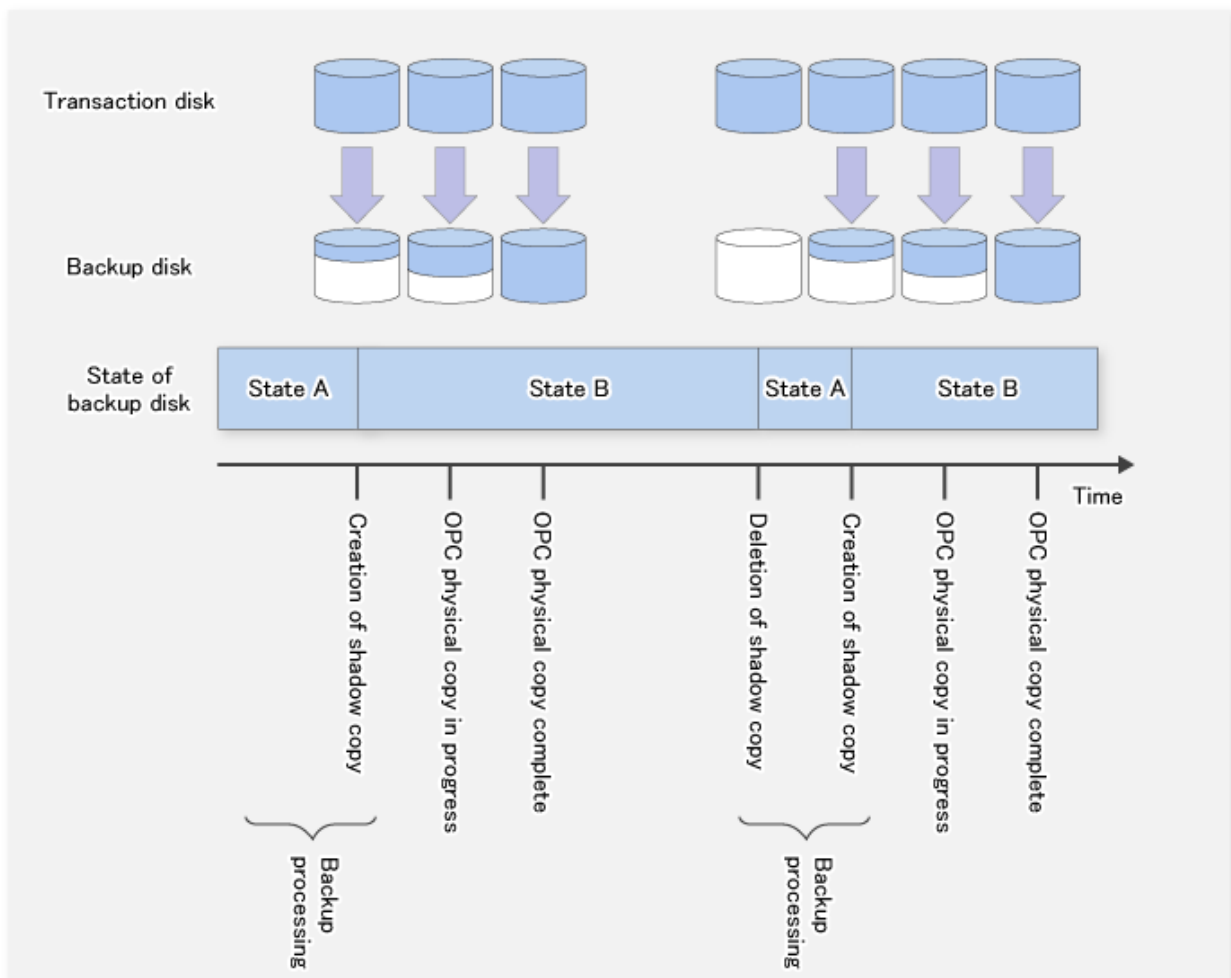 Transaction disk
Backup disk
State of
backup disk
State A
State B
State A
State B
Time
Creation of shadow copy
OPC physical copy in progress
OPC physical copy complete
Deletion of shadow copy
Creation of shadow copy
OPC physical copy in progress
OPC physical copy complete
Backup
processing
Backup
processing